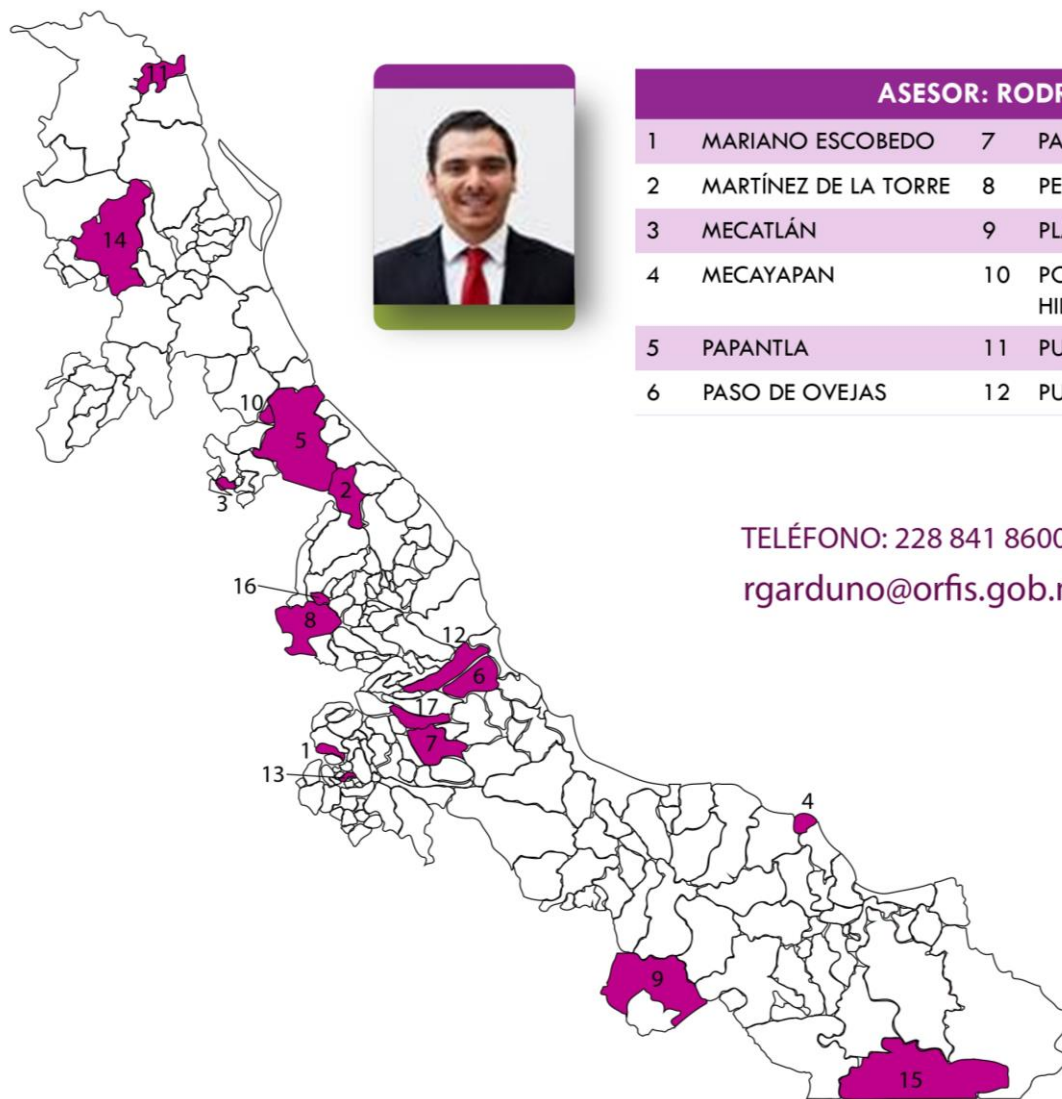 11
14
10
5
3
2
16
8
12
6
17
7
1
13
4
9
15
ASESOR: RODR
1 MARIANO ESCOBEDO 7 PA
2 MARTÍNEZ DE LA TORRE 8 PE
3 MECATLÁN 9 PL
4 MECAYAPAN 10 PO
HI
5 PAPANTLA 11 PU
6 PASO DE OVEJAS 12 PU
TELÉFONO: 228 841 8600
rgarduno@orfis.gob.